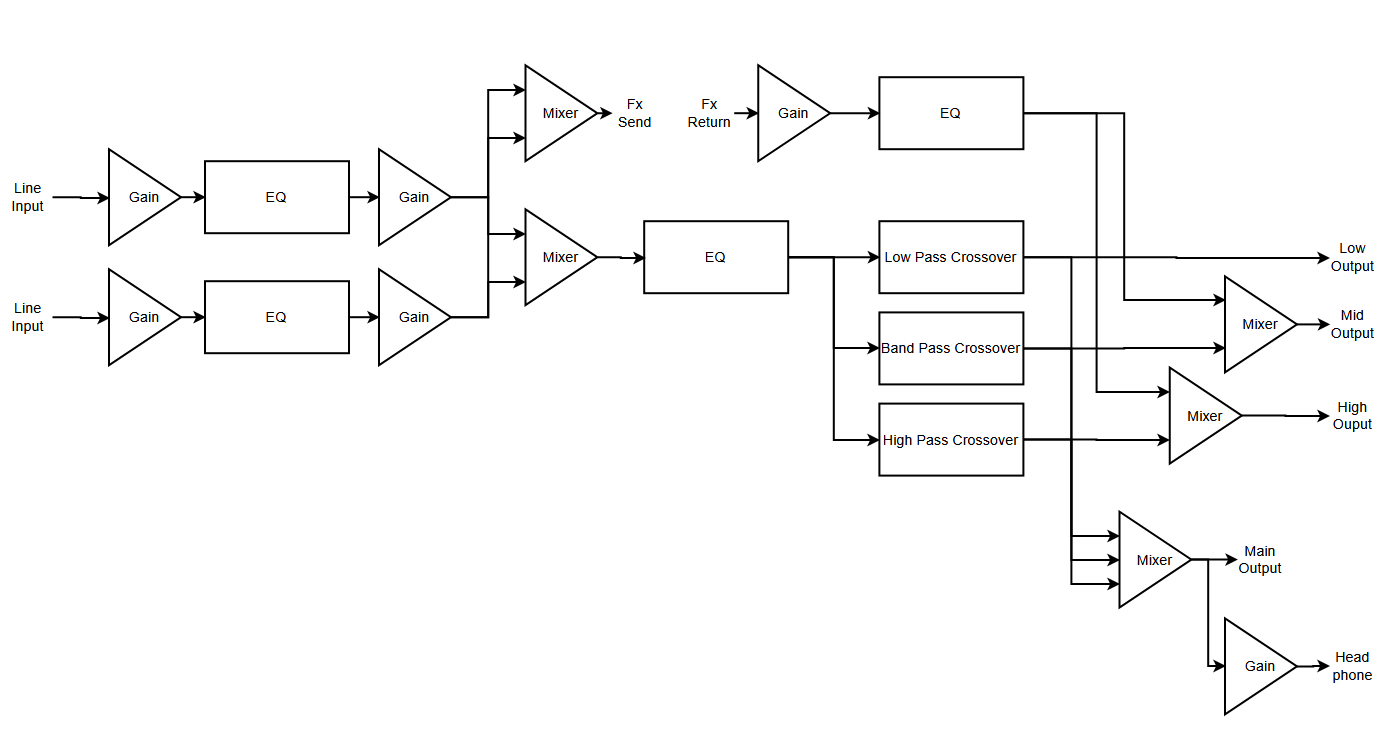 Line
Input
Gain
EQ
Gain
Mixer
Fx
Send
Fx
Return
Gain
EQ
Line
Input
Gain
EQ
Gain
Mixer
EQ
Low Pass Crossover
Band Pass Crossover
High Pass Crossover
Low
Output
Mixer
Mid
Output
Mixer
High
Ouput
Mixer
Main
Output
Gain
Head
phone